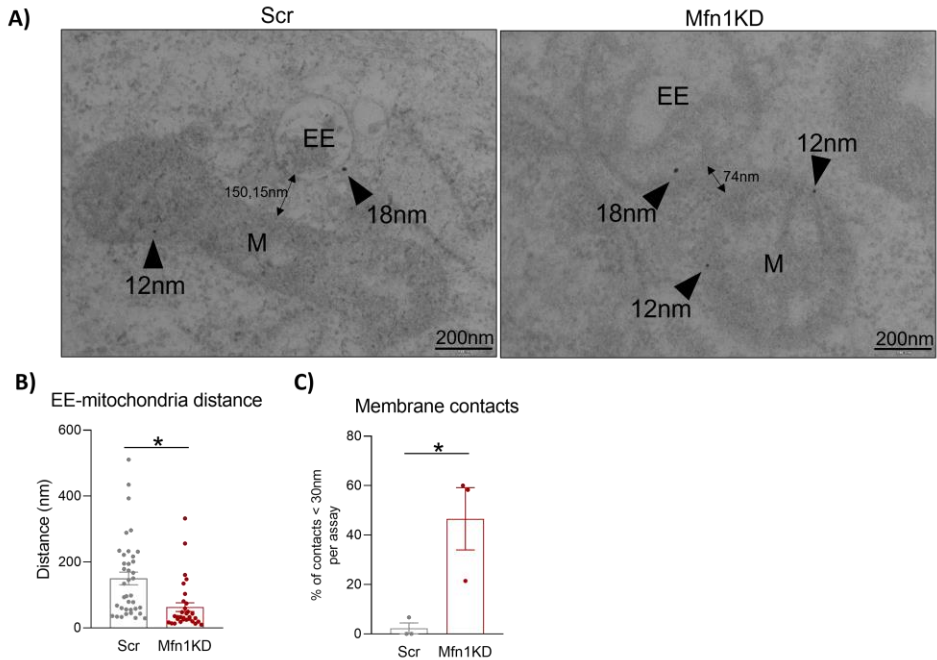 A)
Scr
Mfn1KD
EE
150,15nm
18nm
M
12nm
200nm
EE
12nm
74nm
18nm
M
12nm
200nm
B)
EE-mitochondria distance
600
*
400
200
0
Distance (nm)
Scr
Mfn1KD
C)
Membrane contacts
80
*
60
40
20
0
% of contacts < 30nm
per assay
Scr
Mfn1KD